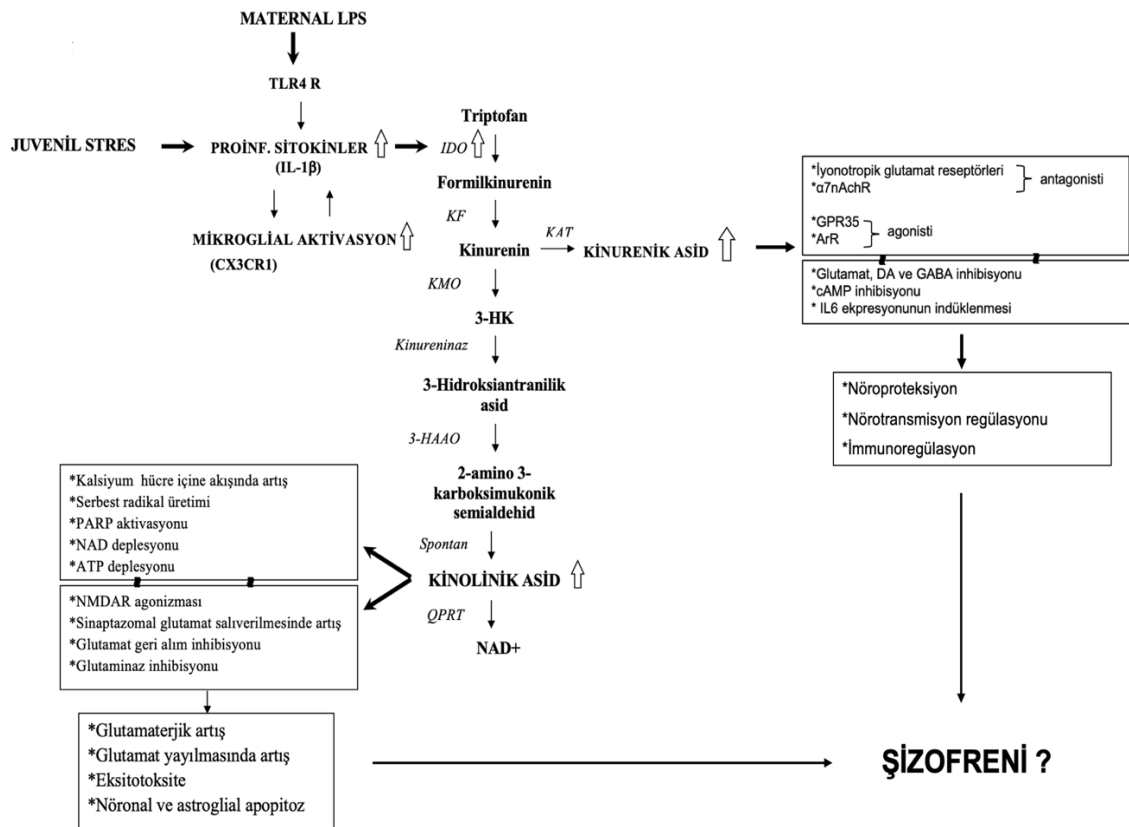 MATERNAL LPS
TLR4 R
JUVENİL STRES
PROİNF. SİTOKİNLER
(IL-1β)
MİKROGLİAL AKTİVASYON
(CX3CR1)
Triptofan
IDO
Formilkinurenin
KF
Kinurenin
KAT
KİNURENİK ASİD
KMO
3-HK
Kinureninaz
3-Hidroksiantranilik
asid
3-HAAO
2-amino 3-
karboksimukonik
semialdehid
Spontan
KİNOLİNİK ASİD
QPRT
NAD+
*İyonotropik glutamat reseptörleri
*α7nAchR
antagonisti
*GPR35
*ArR
agonisti
*Glutamat, DA ve GABA inhibisyonu
*cAMP inhibisyonu
* IL6 ekpresyonunun indüklenmesi
*Nöroproteksiyon
*Nörotransmisyon regülasyonu
*İmmunoregülasyon
*Kalsiyum hücre içine akışında artış
*Serbest radikal üretimi
*PARP aktivasyonu
*NAD deplesyonu
*ATP deplesyonu
*NMDAR agonizması
*Sinaptazomal glutamat salıverilmesinde artış
*Glutamat geri alım inhibisyonu
*Glutaminaz inhibisyonu
*Glutamaterjik artış
*Glutamat yayılmasında artış
*Eksitotoksite
*Nöronal ve astroglial apopitoz
ŞİZOFRENİ ?